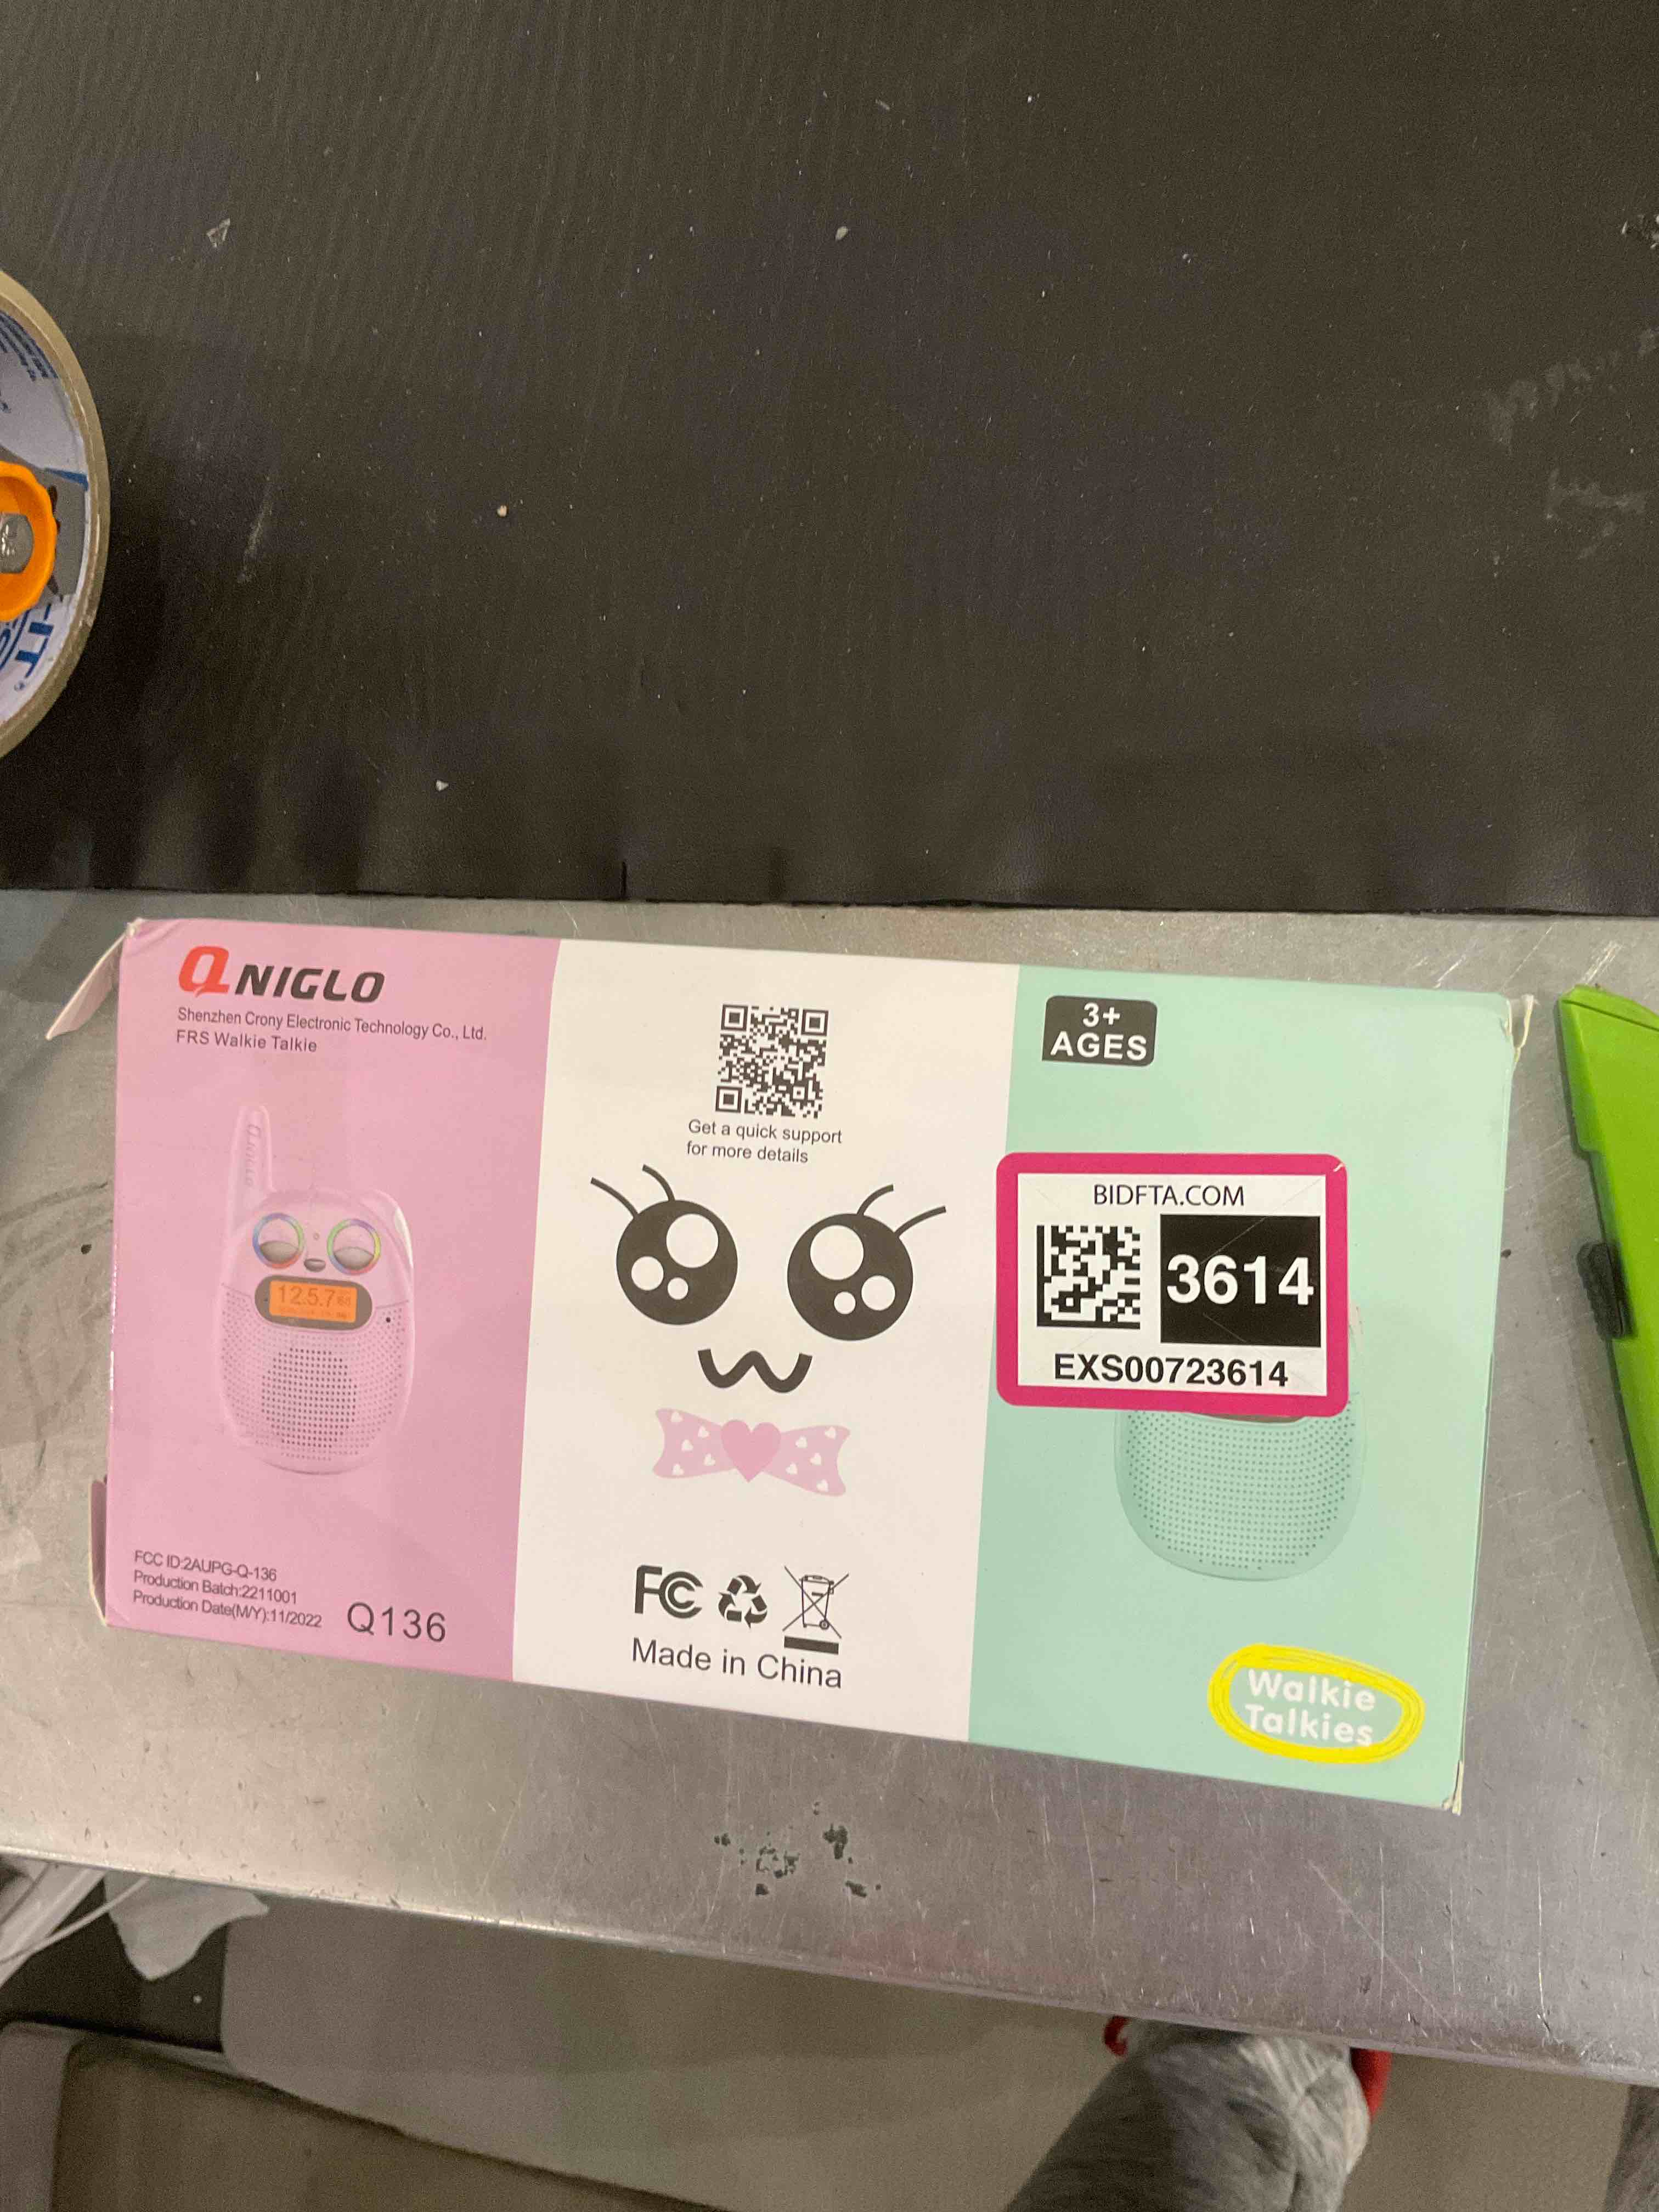 QNIGLO
Shenzhen Crony Electronic Technology Co., Ltd.
FRS Walkie Talkie
QNIGLO
12.5.7
FCC ID:2AUPG-Q-136
Production Batch:2211001
Production Date(M/Y):11/2022
Q136
Get a quick support
for more details
FC
Made in China
3+
AGES
BIDFTA.COM
3614
EXS00723614
Walkie
Talkies
-IT